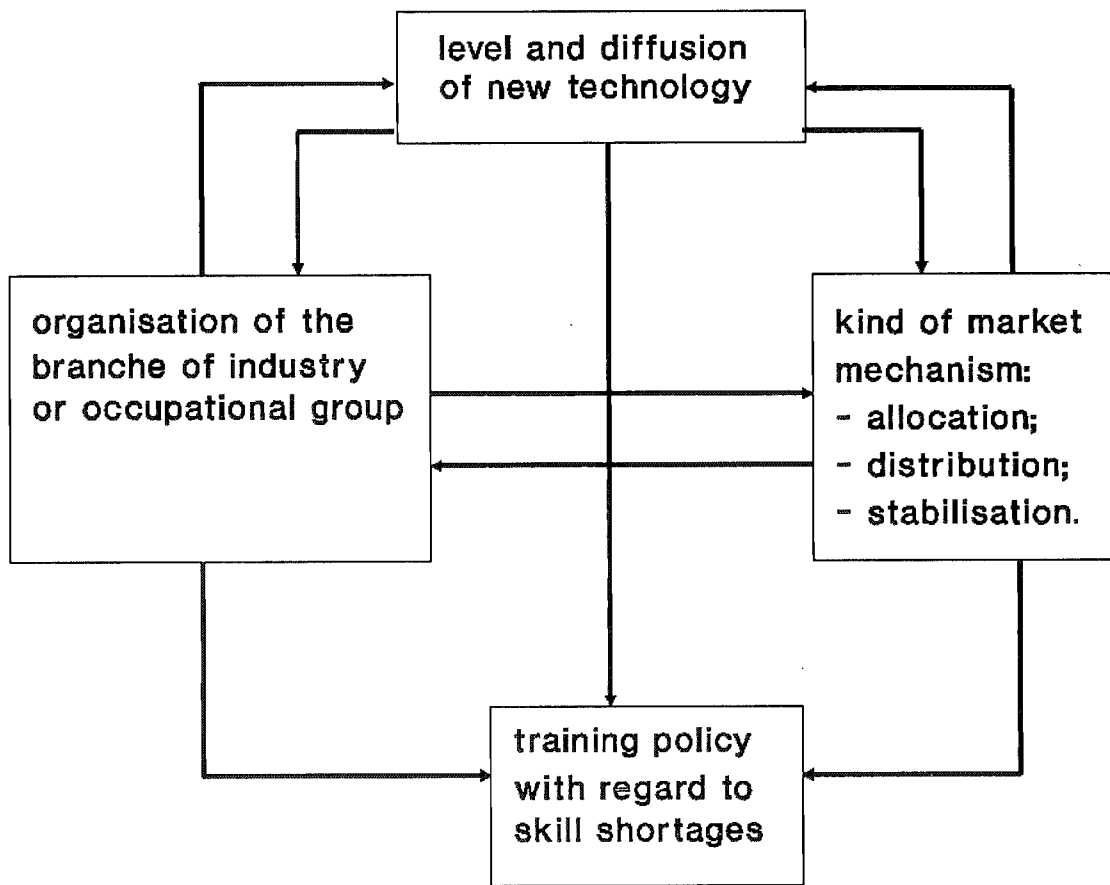 level and diffusion
of new technology
organisation of the
branche of industry
or occupational group
kind of market
mechanism:
- allocation;
- distribution;
- stabilisation.
training policy
with regard to
skill shortages